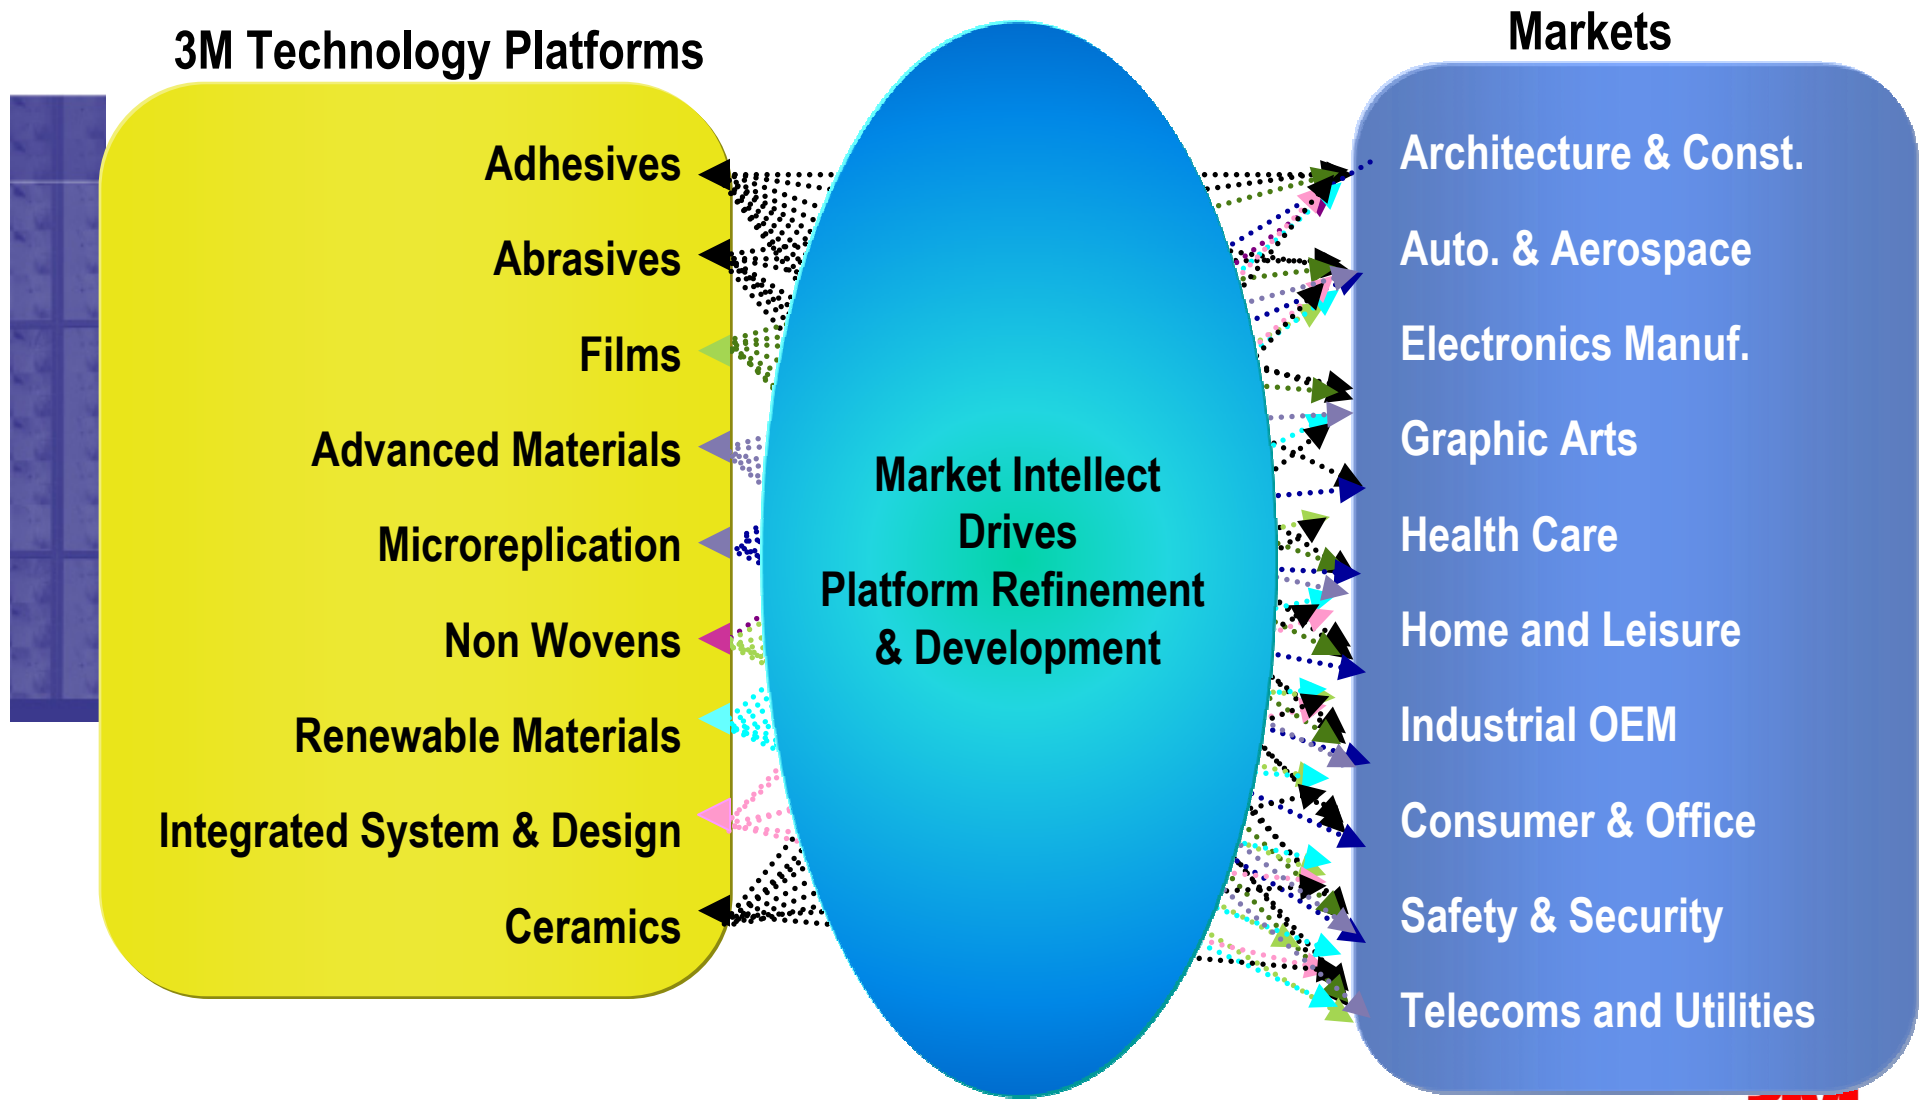 3M Technology Platforms
Adhesives
Abrasives
Films
Advanced Materials
Microreplication
Non Wovens
Renewable Materials
Integrated System & Design
Ceramics
Market Intellect
Drives
Platform Refinement
& Development
Markets
Architecture & Const.
Auto. & Aerospace
Electronics Manuf.
Graphic Arts
Health Care
Home and Leisure
Industrial OEM
Consumer & Office
Safety & Security
Telecoms and Utilities